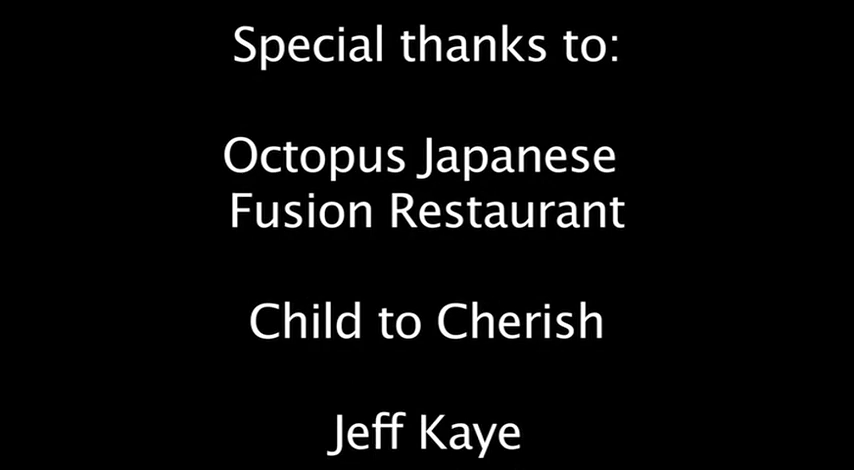 Special thanks to:
Octopus Japanese
Fusion Restaurant
Child to Cherish
Jeff Kaye